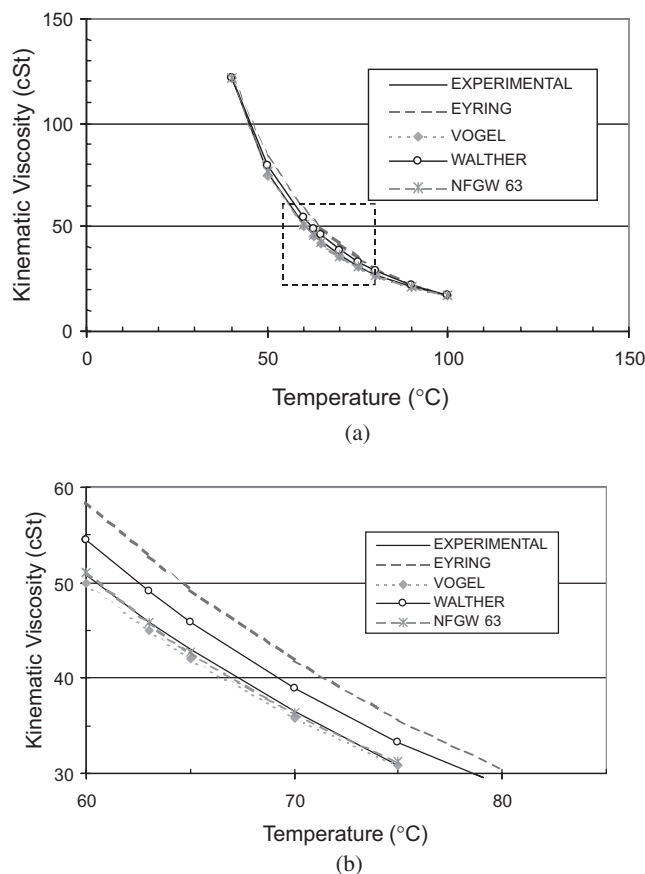 150
100
50
0
Kinematic Viscosity (cSt)
EXPERIMENTAL
EYRING
VOGEL
WALTHER
NFGW 63
0 50 100 150
Temperature (°C)
(a)
60
50
40
30
Kinematic Viscosity (cSt)
EXPERIMENTAL
EYRING
VOGEL
WALTHER
NFGW 63
60 70 80
Temperature (°C)
(b)